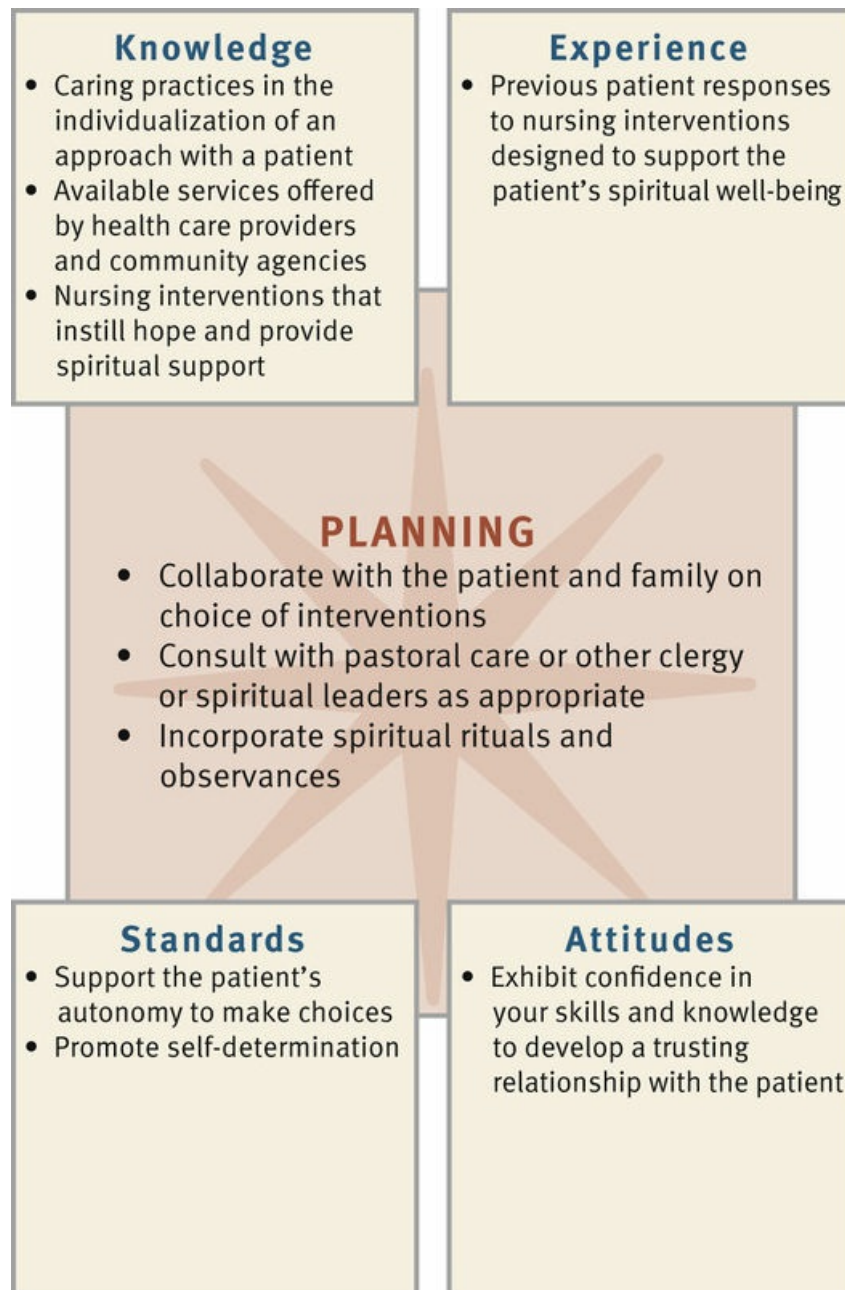 Knowledge
• Caring practices in the
individualization of an
approach with a patient
• Available services offered
by health care providers
and community agencies
• Nursing interventions that
instill hope and provide
spiritual support
Experience
• Previous patient responses
to nursing interventions
designed to support the
patient’s spiritual well-being
PLANNING
• Collaborate with the patient and family on
choice of interventions
• Consult with pastoral care or other clergy
or spiritual leaders as appropriate
• Incorporate spiritual rituals and
observances
Standards
• Support the patient’s
autonomy to make choices
• Promote self-determination
Attitudes
• Exhibit confidence in
your skills and knowledge
to develop a trusting
relationship with the patient